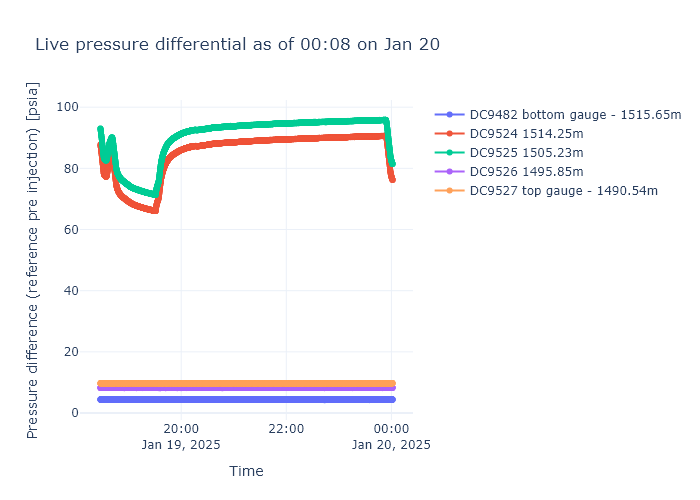 Live pressure differential as of 00:08 on Jan 20
Pressure difference (reference pre injection) [psia]
100
80
60
40
20
0
20:00
Jan 19, 2025
22:00
00:00
Jan 20, 2025
Time
DC9482 bottom gauge - 1515.65m
DC9524 1514.25m
DC9525 1505.23m
DC9526 1495.85m
DC9527 top gauge - 1490.54m